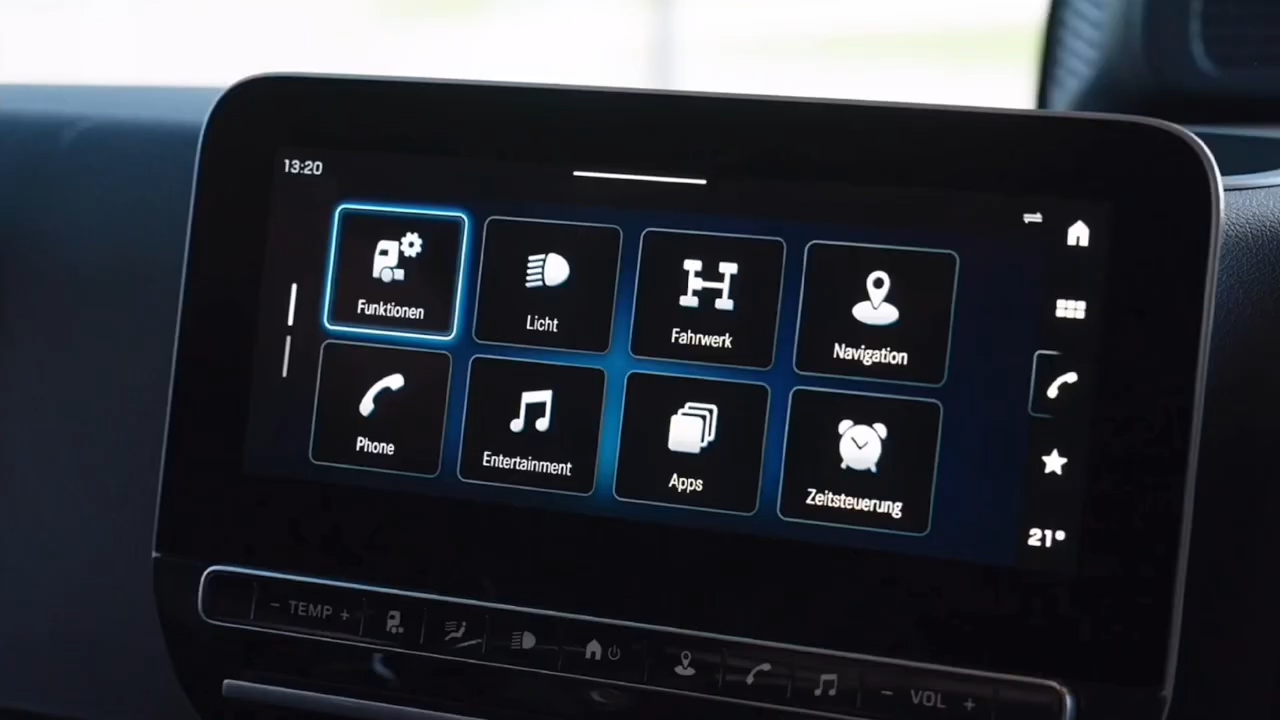 13:20
Funktionen
Licht
Fahrwerk
Navigation
Phone
Entertainment
Apps
Zeitsteuerung
21°
- TEMP +
- VOL +